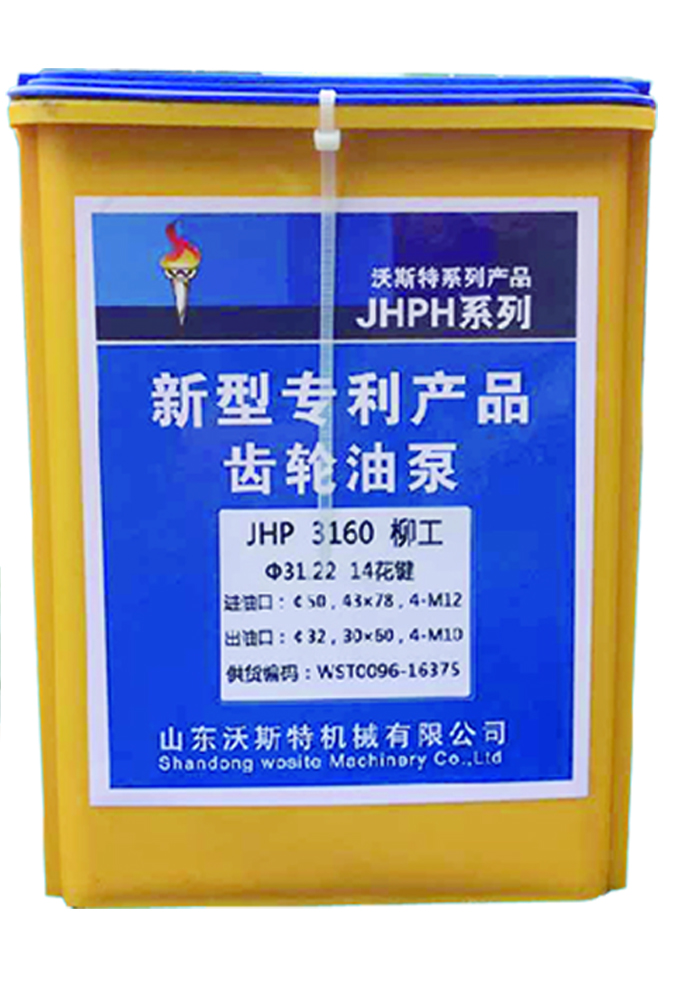 沃斯特系列产品
JHPH系列
新型专利产品
齿轮油泵
JHP 3160 柳工
Φ31.22 14花键
进油口：¢50，43×78，4-M12
出油口：¢32，30×60，4-M10
供货编码：WST0096-16375
山东沃斯特机械有限公司
Shandong wosite Machinery Co.,Ltd